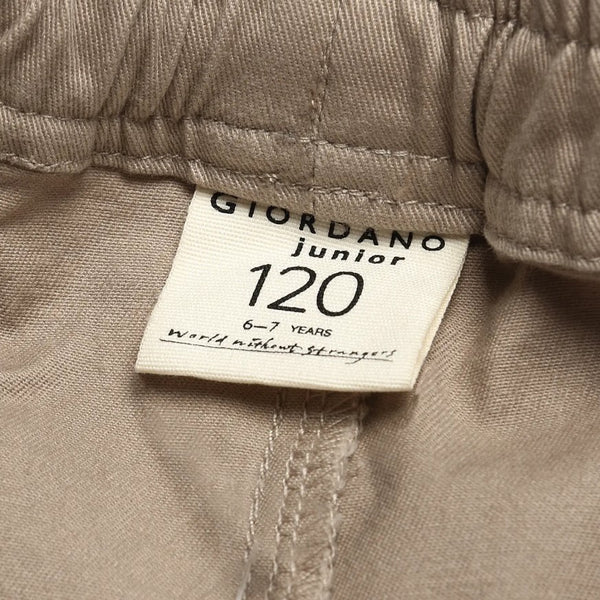 GIORDANO
junior
120
6-7 YEARS
World without strangers